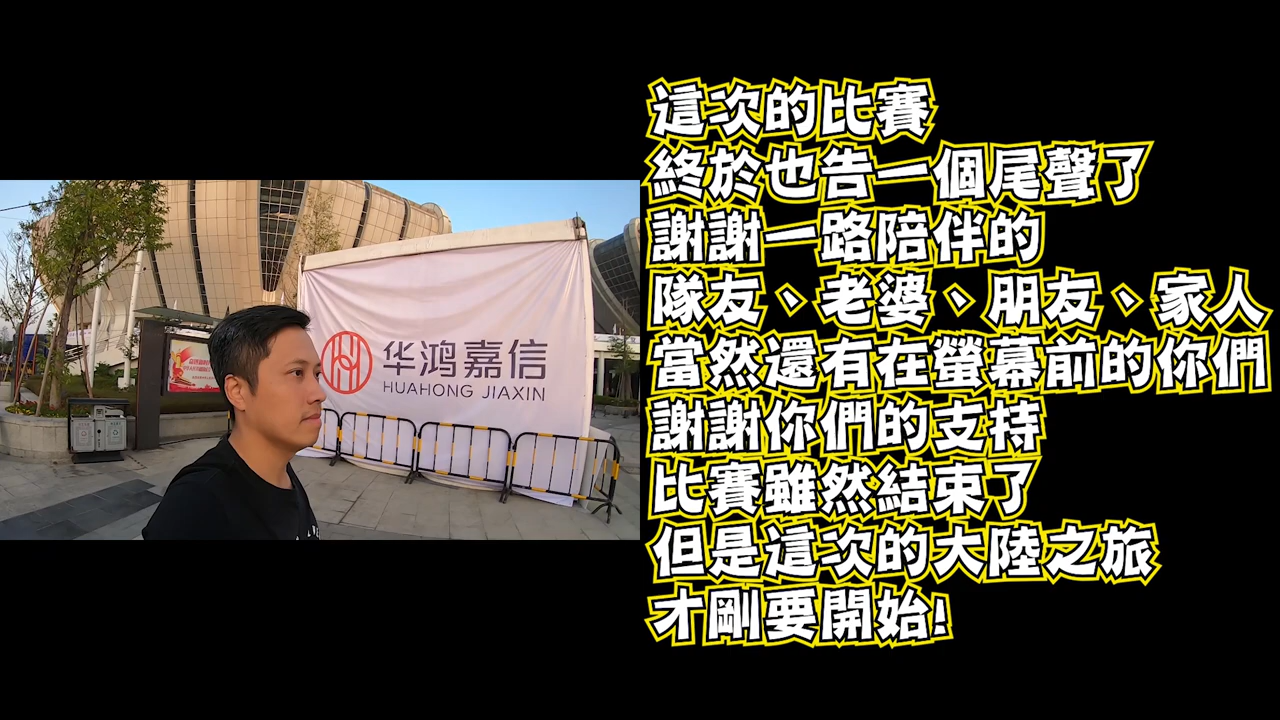 华鸿嘉信
HUAHONG JIAXIN
這次的比賽
終於也告一個尾聲了
謝謝一路陪伴的
隊友、老婆、朋友、家人
當然還有在螢幕前的你們
謝謝你們的支持
比賽雖然結束了
但是這次的大陸之旅
才剛要開始!